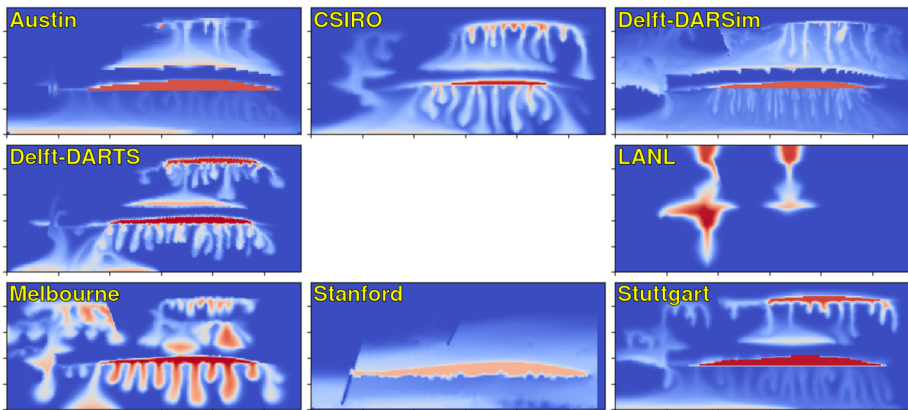 Austin
CSIRO
Delft-DARSim
Delft-DARTS
LANL
Melbourne
Stanford
Stuttgart